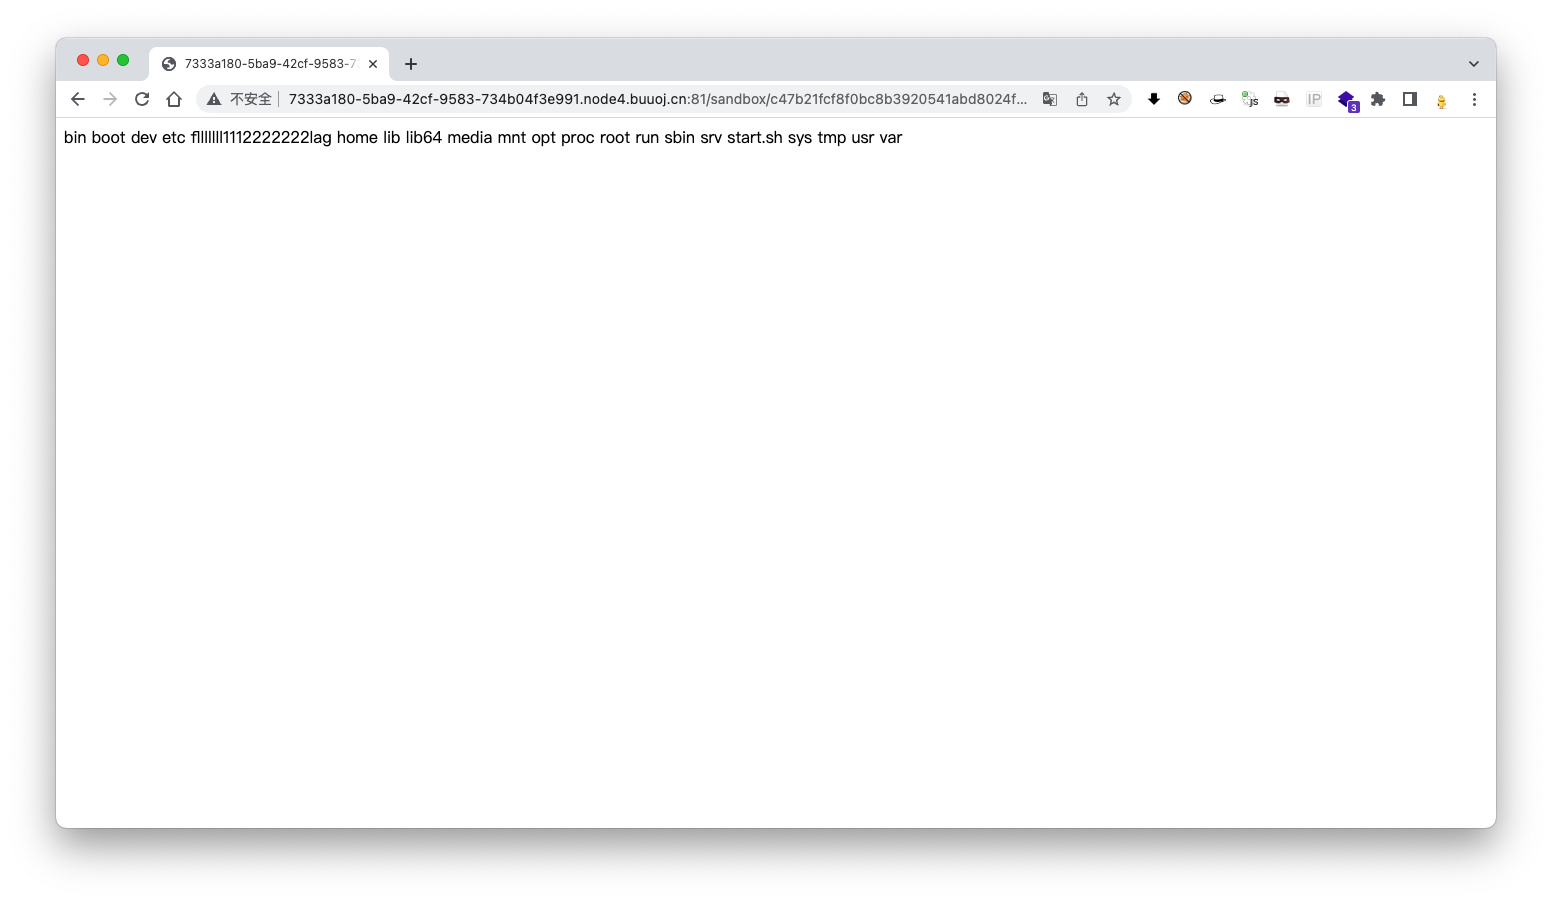 7333a180-5ba9-42cf-9583-7
不安全 7333a180-5ba9-42cf-9583-734b04f3e991.node4.buuoj.cn:81/sandbox/c47b21fcf8f0bc8b3920541abd8024f...
JS
IP
3
bin boot dev etc flllllll1112222222lag home lib lib64 media mnt opt proc root run sbin srv start.sh sys tmp usr var